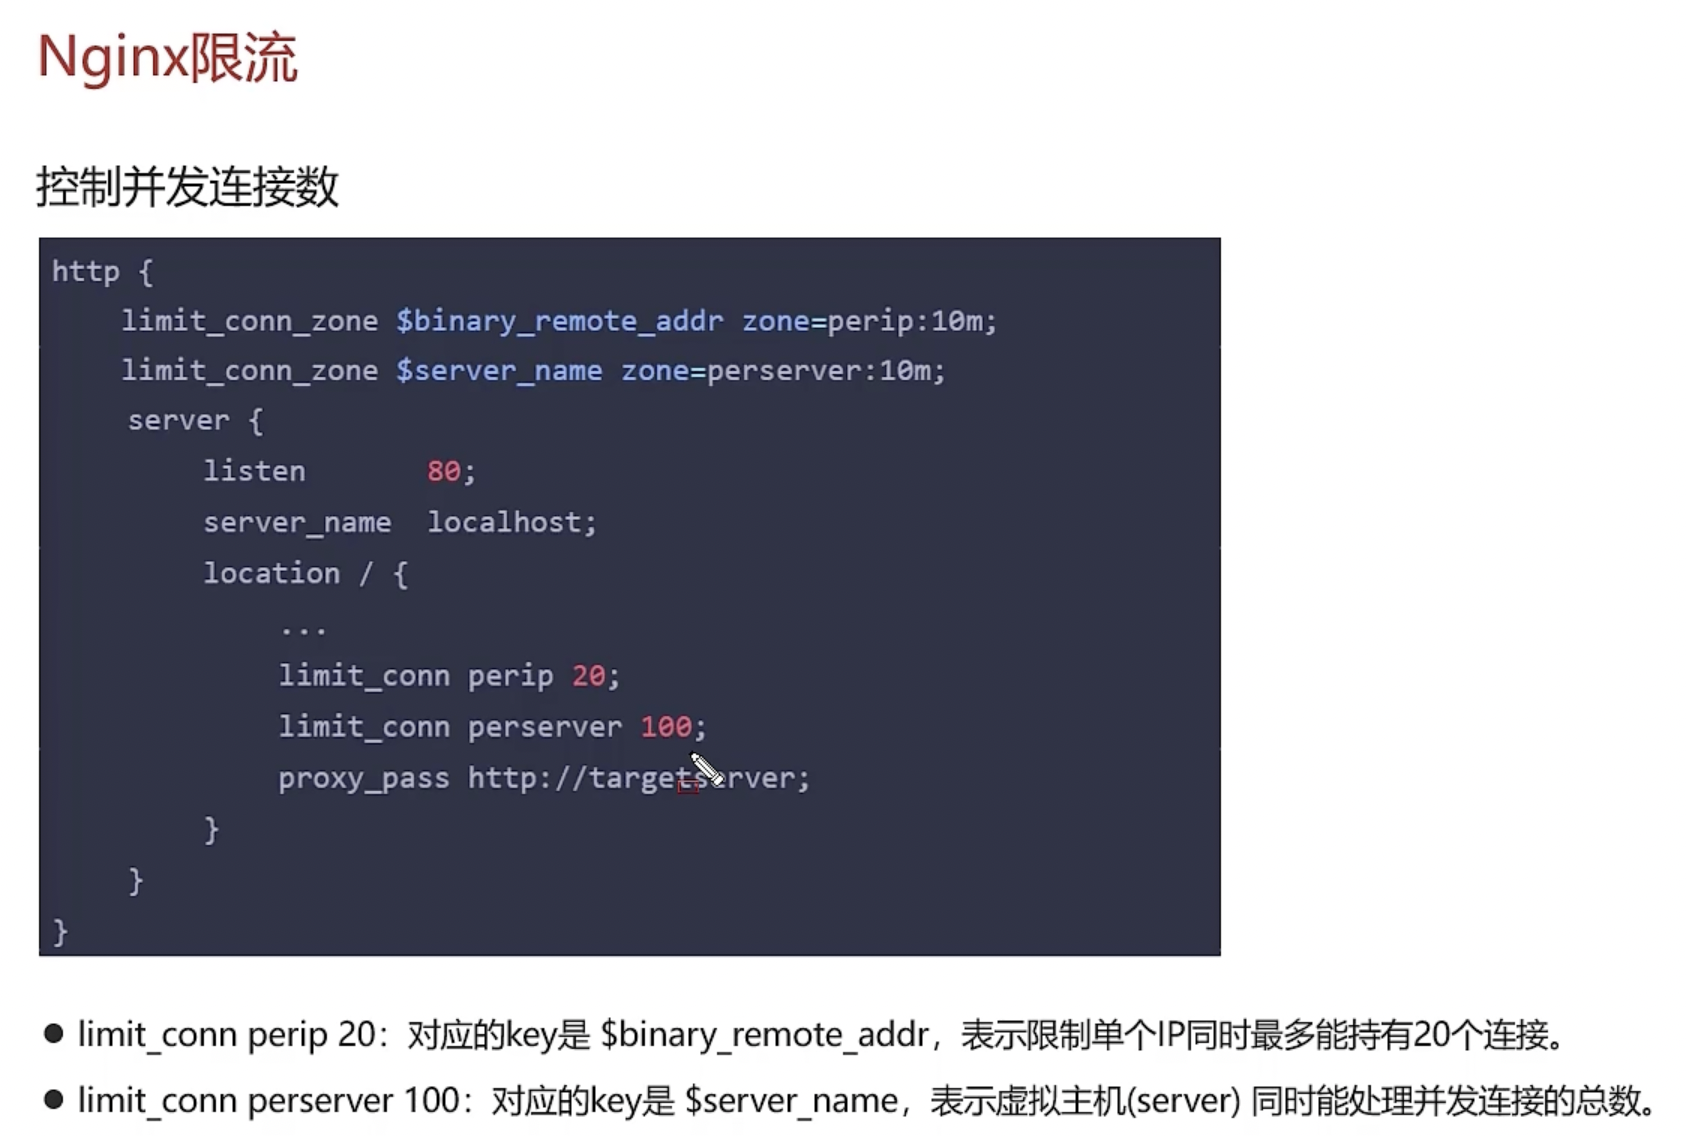 Nginx限流
控制并发连接数
http {
limit_conn_zone $binary_remote_addr zone=perip:10m;
limit_conn_zone $server_name zone=perserver:10m;
server {
listen 80;
server_name localhost;
location / {
...
limit_conn perip 20;
limit_conn perserver 100;
proxy_pass http://targetserver;
}
}
}
● limit_conn perip 20：对应的key是 $binary_remote_addr，表示限制单个IP同时最多能持有20个连接。
● limit_conn perserver 100：对应的key是 $server_name，表示虚拟主机(server) 同时能处理并发连接的总数。